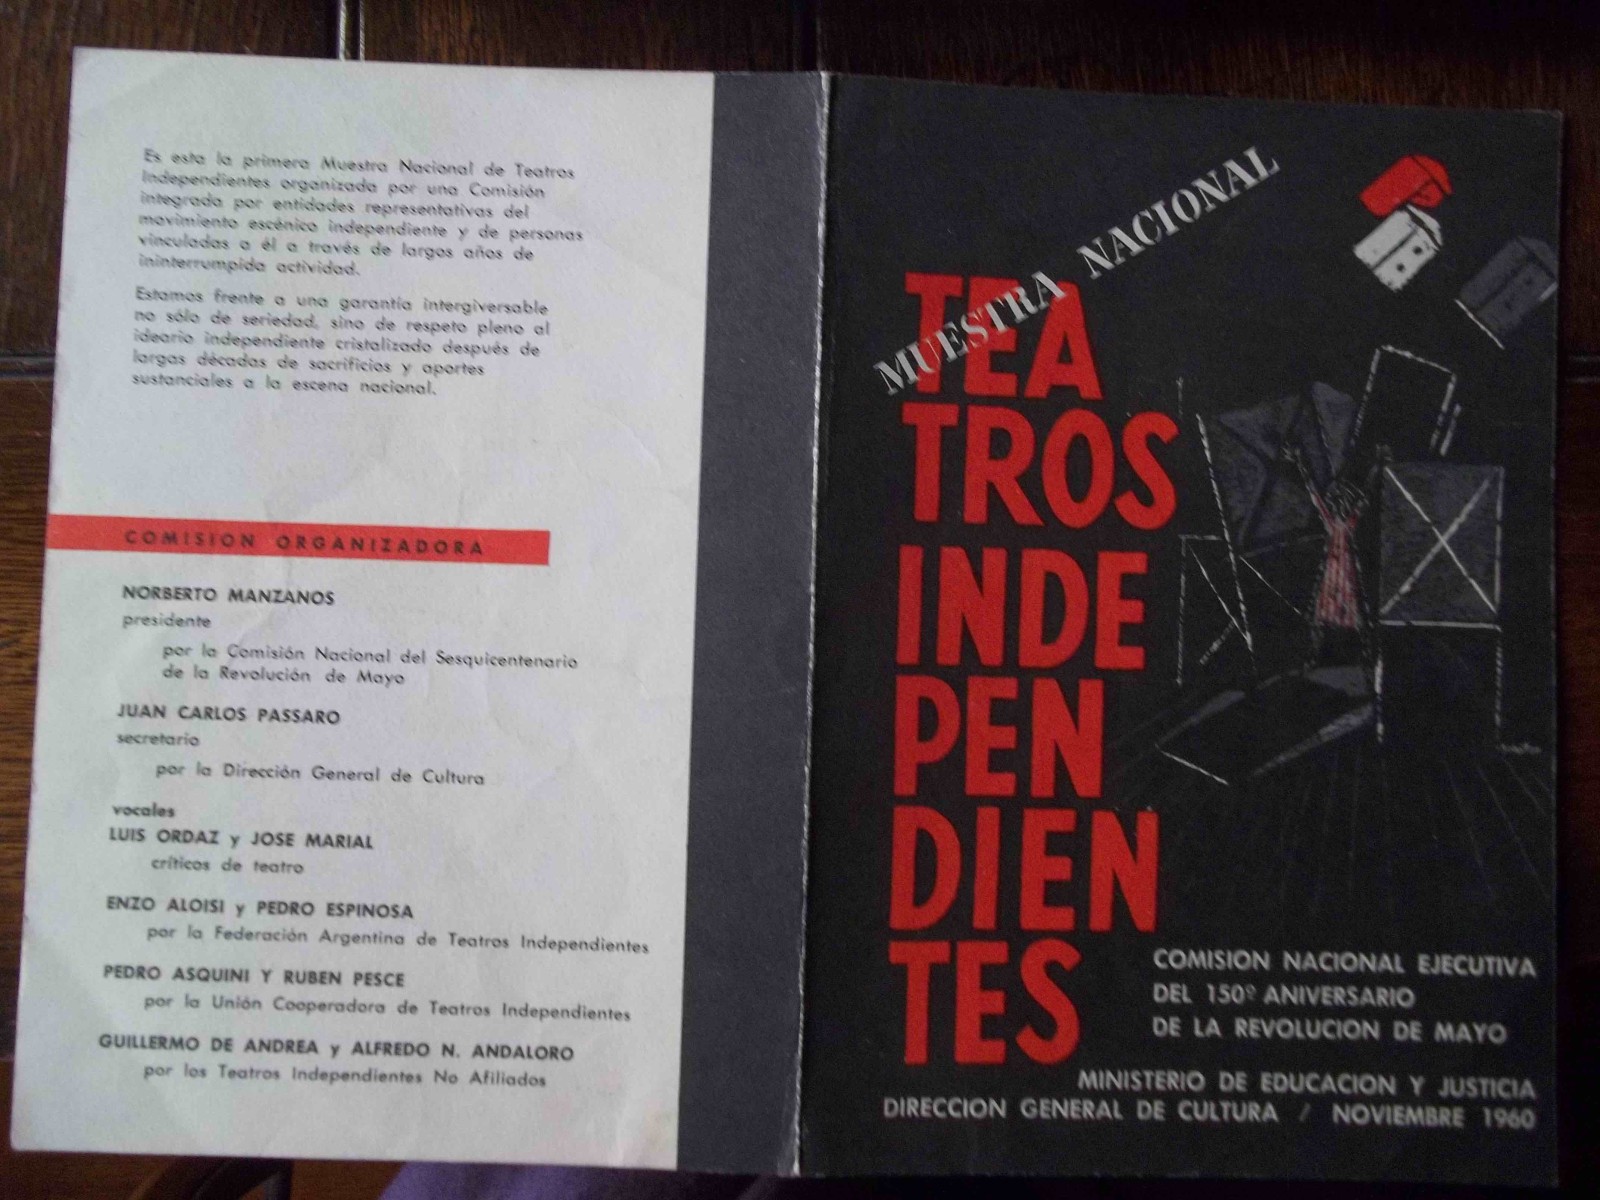 Es esta la primera Muestra Nacional de Teatros
Independientes organizada por una Comisión
integrada por entidades representativas del
movimiento escénico independiente y de personas
vinculadas a él a través de largos años de
ininterrumpida actividad.
Estamos frente a una garantía intergiversable
no sólo de seriedad, sino de respeto pleno al
ideario independiente cristalizado después de
largas décadas de sacrificios y aportes
sustanciales a la escena nacional.
COMISION ORGANIZADORA
NORBERTO MANZANOS
presidente
por la Comisión Nacional del Sesquicentenario
de la Revolución de Mayo
JUAN CARLOS PASSARO
secretario
por la Dirección General de Cultura
vocales
LUIS ORDAZ y JOSE MARIAL
críticos de teatro
ENZO ALOISI y PEDRO ESPINOSA
por la Federación Argentina de Teatros Independientes
PEDRO ASQUINI Y RUBEN PESCE
por la Unión Cooperadora de Teatros Independientes
GUILLERMO DE ANDREA y ALFREDO N. ANDALORO
por los Teatros Independientes No Afiliados
MUESTRA NACIONAL
TEA
TROS
INDE
PEN
DIEN
TES
COMISION NACIONAL EJECUTIVA
DEL 150º ANIVERSARIO
DE LA REVOLUCION DE MAYO
MINISTERIO DE EDUCACION Y JUSTICIA
DIRECCION GENERAL DE CULTURA / NOVIEMBRE 1960